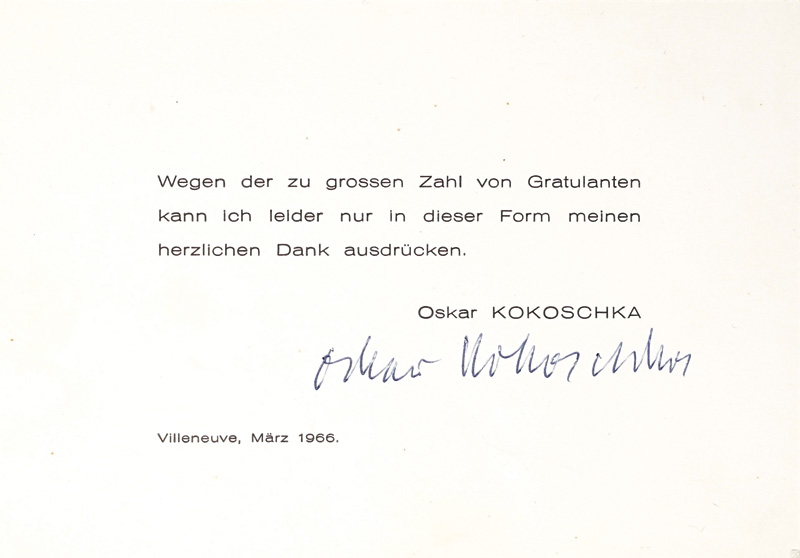 Wegen der zu grossen Zahl von Gratulanten
kann ich leider nur in dieser Form meinen
herzlichen Dank ausdrücken.
Oskar KOKOSCHKA
Oskar Kokoschka
Villeneuve, März 1966.